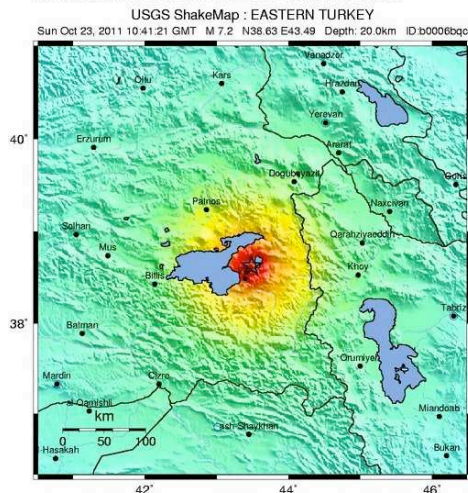 USGS ShakeMap : EASTERN TURKEY
Sun Oct 23, 2011 10:41:21 GMT M 7.2 N38.63 E43.49 Depth: 20.0km ID:b0006bqc
Vanadzor
Oltu
Kars
Hrazdan
Yerevan
40°
Erzurum
Ararat
Dogubeyazit
Naxcivan
Patnos
Solhan
Qarahziyaeddin
Mus
Bitlis
Khoy
38°
Tabriz
Batman
Orumiyeh
Mardin
Cizre
al-Qamishli
km
Miandoab
0 50 100
Ash-Shaykhan
Bukan
42°
44°
46°